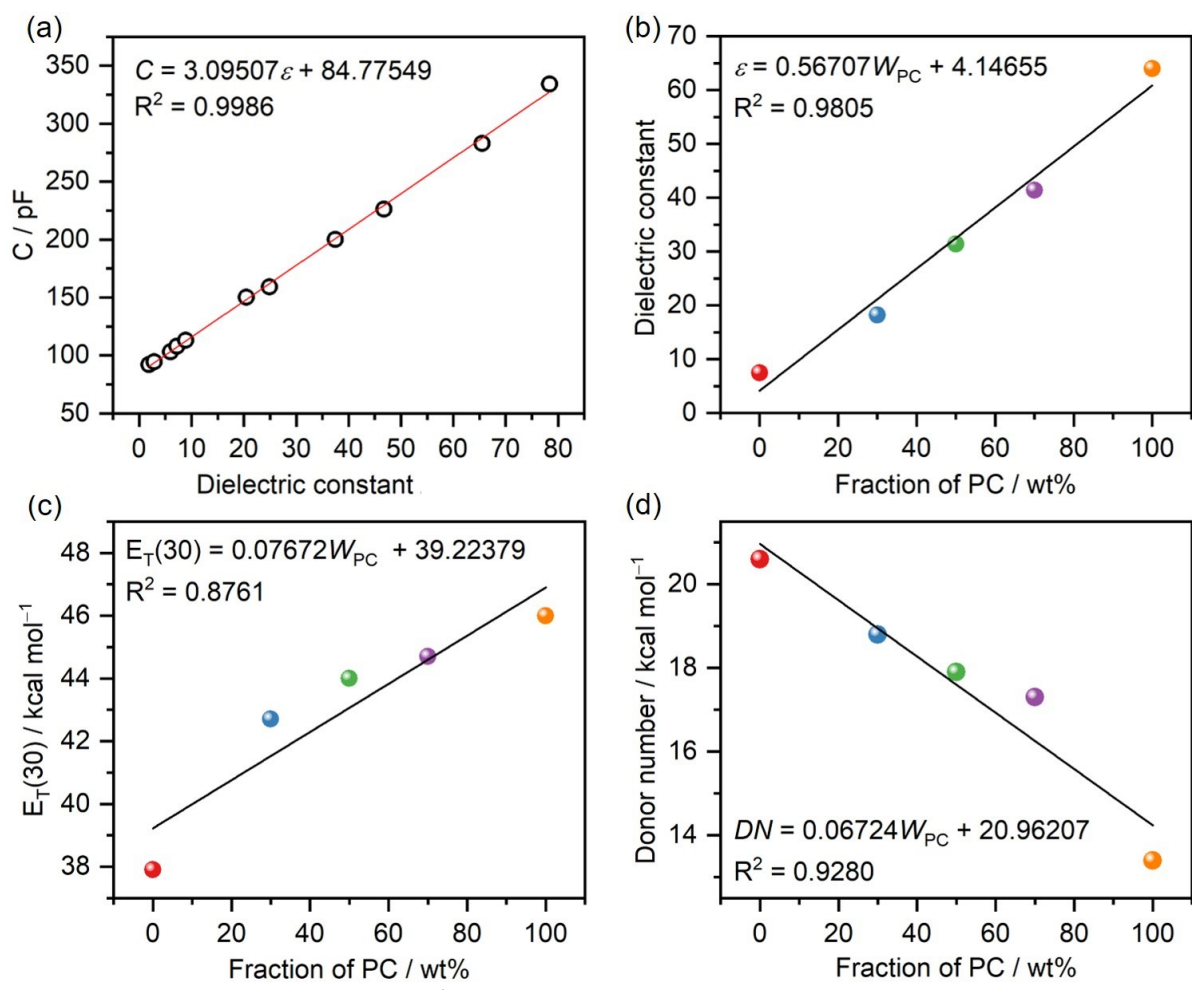 (a)
C = 3.09507ε + 84.77549
R² = 0.9986
C / pF
350
300
250
200
150
100
50
0 10 20 30 40 50 60 70 80
Dielectric constant
(b)
ε = 0.56707W_PC + 4.14655
R² = 0.9805
Dielectric constant
70
60
50
40
30
20
10
0
0 20 40 60 80 100
Fraction of PC / wt%
(c)
E_T(30) = 0.07672W_PC + 39.22379
R² = 0.8761
E_T(30) / kcal mol⁻¹
48
46
44
42
40
38
0 20 40 60 80 100
Fraction of PC / wt%
(d)
Donor number / kcal mol⁻¹
20
18
16
14
DN = 0.06724W_PC + 20.96207
R² = 0.9280
0 20 40 60 80 100
Fraction of PC / wt%